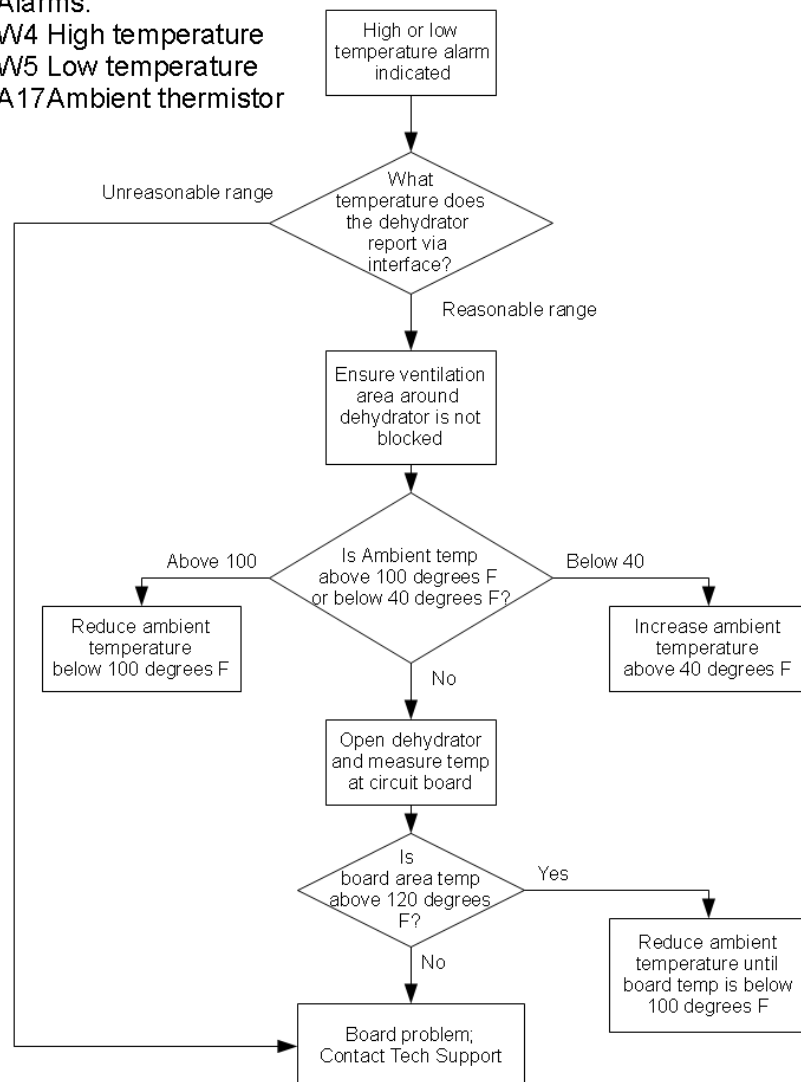 Alarms:
W4 High temperature
W5 Low temperature
A17Ambient thermistor
High or low
temperature alarm
indicated
What
temperature does
the dehydrator
report via
interface?
Unreasonable range
Reasonable range
Ensure ventilation
area around
dehydrator is not
blocked
Is Ambient temp
above 100 degrees F
or below 40 degrees F?
Above 100
Below 40
Reduce ambient
temperature
below 100 degrees F
Increase ambient
temperature
above 40 degrees F
No
Open dehydrator
and measure temp
at circuit board
Is
board area temp
above 120 degrees
F?
Yes
Reduce ambient
temperature until
board temp is below
100 degrees F
No
Board problem;
Contact Tech Support